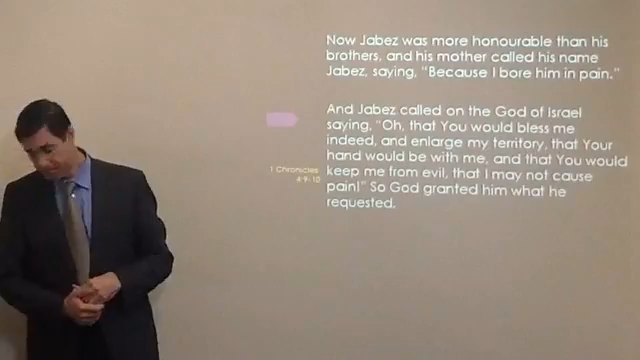 Now Jabez was more honourable than his
brothers, and his mother called his name
Jabez, saying, “Because I bore him in pain.”
And Jabez called on the God of Israel
saying, “Oh, that You would bless me
indeed, and enlarge my territory, that Your
hand would be with me, and that You would
keep me from evil, that I may not cause
pain!” So God granted him what he
requested.
1 Chronicles
4:9-10